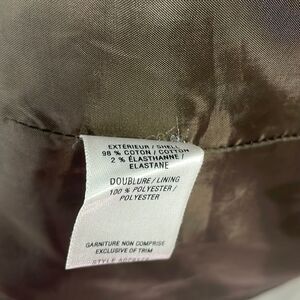 EXTÉRIEUR / SHELL
98 % COTON / COTTON
2 % ÉLASTHANNE /
ELASTANE
DOUBLURE / LINING
100 % POLYESTER /
POLYESTER
GARNITURE NON COMPRISE
EXCLUSIVE OF TRIM
STYLE